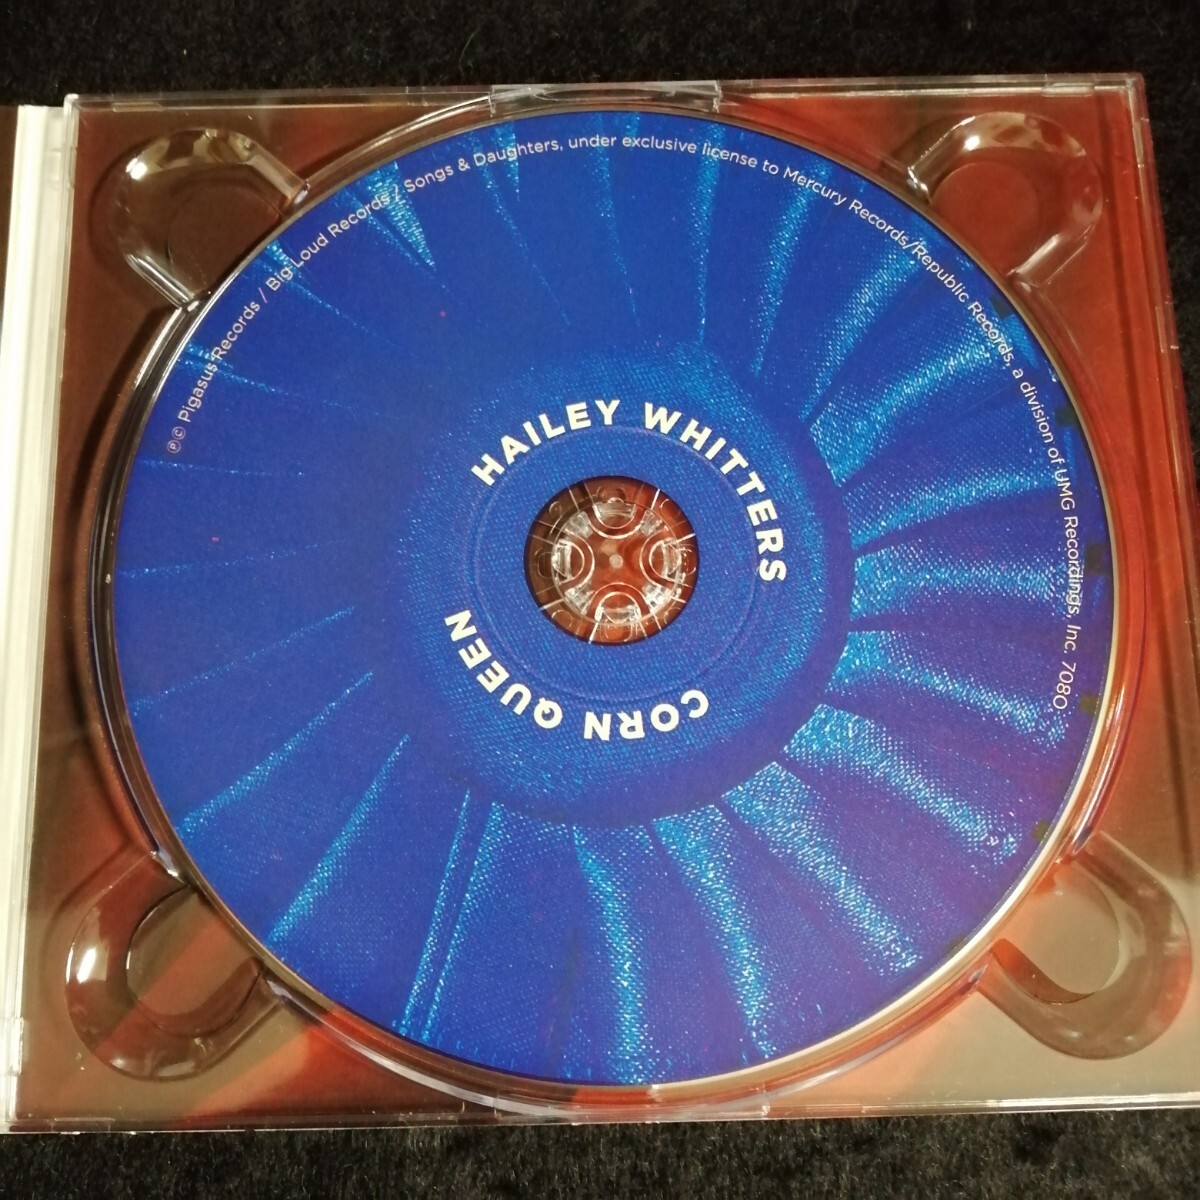 HAILEY WHITTERS
CORN QUEEN
℗© Pigasus Records / Big Loud Records / Songs & Daughters, under exclusive license to Mercury Records/Republic Records, a division of UMG Recordings, Inc. 7080